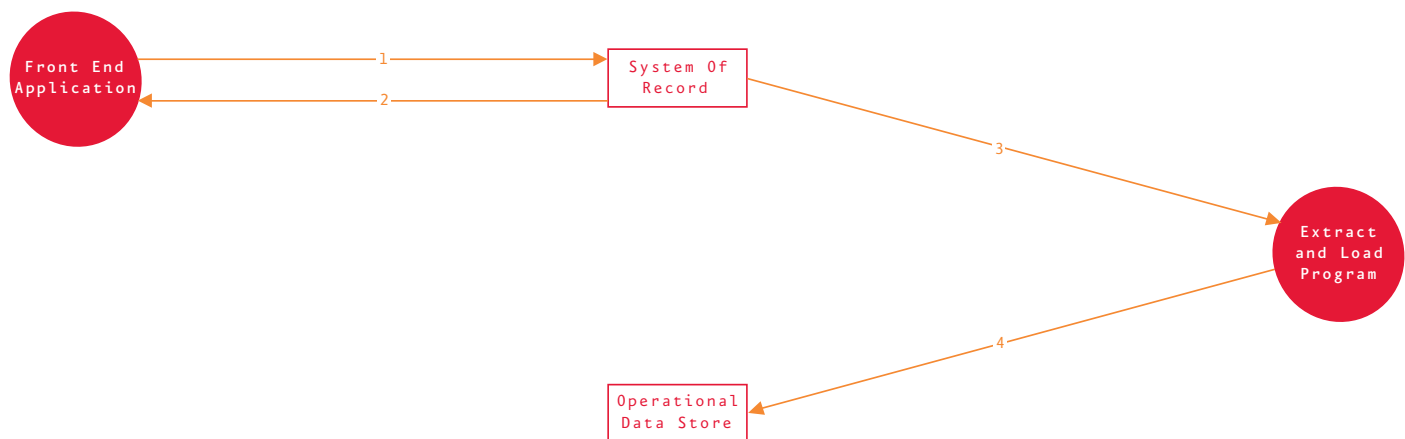 Front End
Application
1
2
System Of
Record
3
Extract
and Load
Program
4
Operational
Data Store